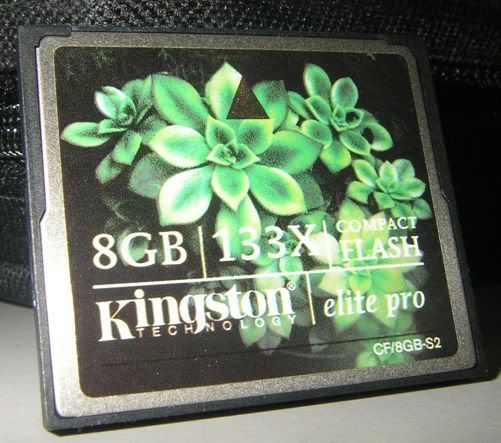 8GB 133X COMPACT FLASH
Kingston® elite pro
TECHNOLOGY
CF/8GB-S2